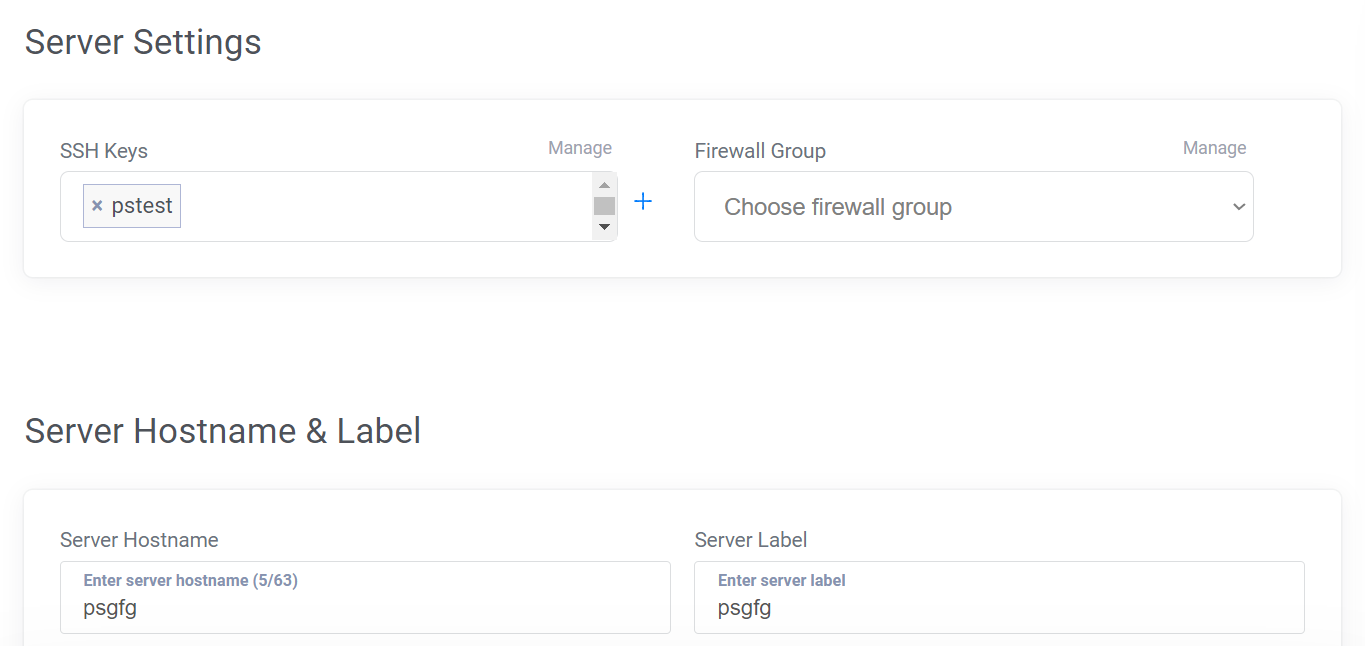 Server Settings
SSH Keys
Manage
× pstest
+
Firewall Group
Manage
Choose firewall group
Server Hostname & Label
Server Hostname
Enter server hostname (5/63)
psgfg
Server Label
Enter server label
psgfg